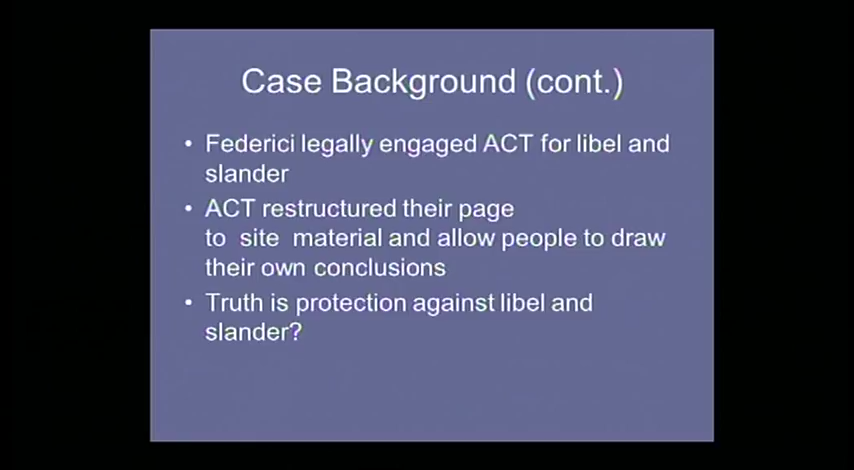 Case Background (cont.)
• Federici legally engaged ACT for libel and
slander
• ACT restructured their page
to site material and allow people to draw
their own conclusions
• Truth is protection against libel and
slander?